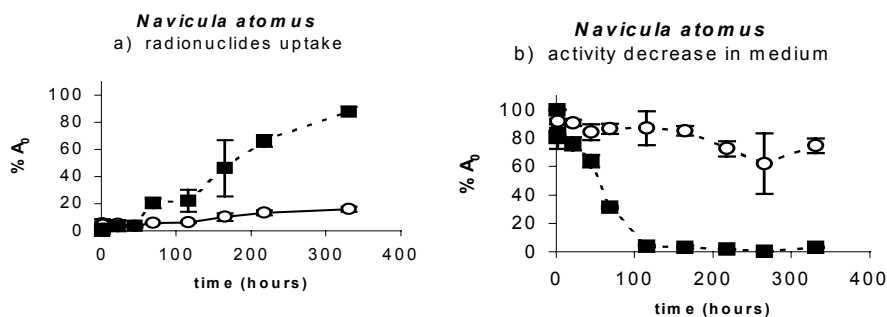 Navicula atomus
a) radionuclides uptake
100
80
60
40
20
0
% A₀
0 100 200 300 400
time (hours)
Navicula atomus
b) activity decrease in medium
100
80
60
40
20
0
% A₀
0 100 200 300 400
time (hours)